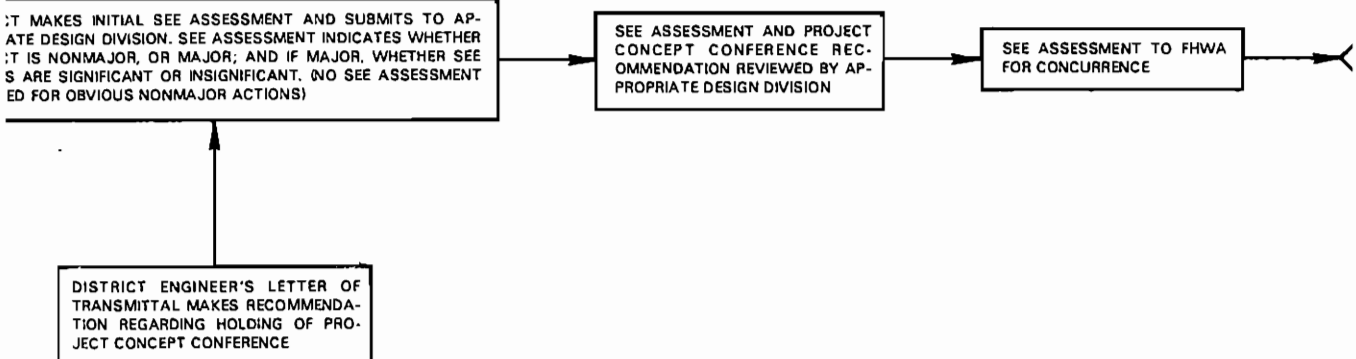 CT MAKES INITIAL SEE ASSESSMENT AND SUBMITS TO AP-
ATE DESIGN DIVISION. SEE ASSESSMENT INDICATES WHETHER
CT IS NONMAJOR, OR MAJOR; AND IF MAJOR, WHETHER SEE
S ARE SIGNIFICANT OR INSIGNIFICANT. (NO SEE ASSESSMENT
ED FOR OBVIOUS NONMAJOR ACTIONS)
SEE ASSESSMENT AND PROJECT
CONCEPT CONFERENCE REC-
OMMENDATION REVIEWED BY AP-
PROPRIATE DESIGN DIVISION
SEE ASSESSMENT TO FHWA
FOR CONCURRENCE
DISTRICT ENGINEER'S LETTER OF
TRANSMITTAL MAKES RECOMMENDA-
TION REGARDING HOLDING OF PRO-
JECT CONCEPT CONFERENCE